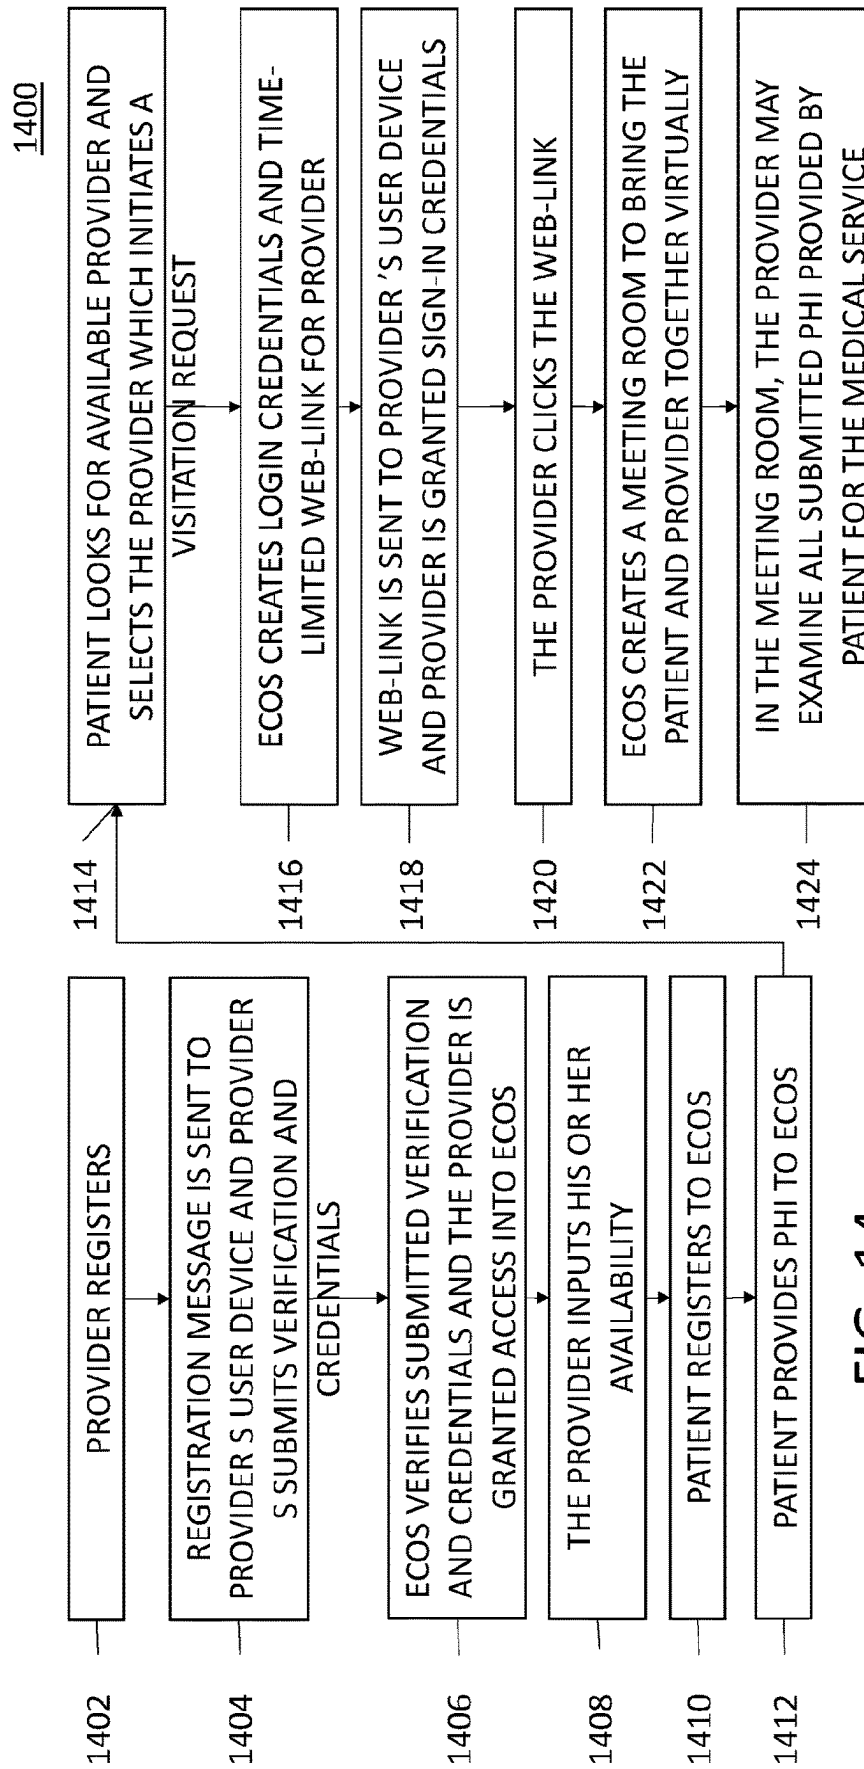 1400
1402
PROVIDER REGISTERS
1404
REGISTRATION MESSAGE IS SENT TO
PROVIDER S USER DEVICE AND PROVIDER
S SUBMITS VERIFICATION AND
CREDENTIALS
1406
ECOS VERIFIES SUBMITTED VERIFICATION
AND CREDENTIALS AND THE PROVIDER IS
GRANTED ACCESS INTO ECOS
1408
THE PROVIDER INPUTS HIS OR HER
AVAILABILITY
1410
PATIENT REGISTERS TO ECOS
1412
PATIENT PROVIDES PHI TO ECOS
1414
PATIENT LOOKS FOR AVAILABLE PROVIDER AND
SELECTS THE PROVIDER WHICH INITIATES A
VISITATION REQUEST
1416
ECOS CREATES LOGIN CREDENTIALS AND TIME-
LIMITED WEB-LINK FOR PROVIDER
1418
WEB-LINK IS SENT TO PROVIDER'S USER DEVICE
AND PROVIDER IS GRANTED SIGN-IN CREDENTIALS
1420
THE PROVIDER CLICKS THE WEB-LINK
1422
ECOS CREATES A MEETING ROOM TO BRING THE
PATIENT AND PROVIDER TOGETHER VIRTUALLY
1424
IN THE MEETING ROOM, THE PROVIDER MAY
EXAMINE ALL SUBMITTED PHI PROVIDED BY
PATIENT FOR THE MEDICAL SERVICE